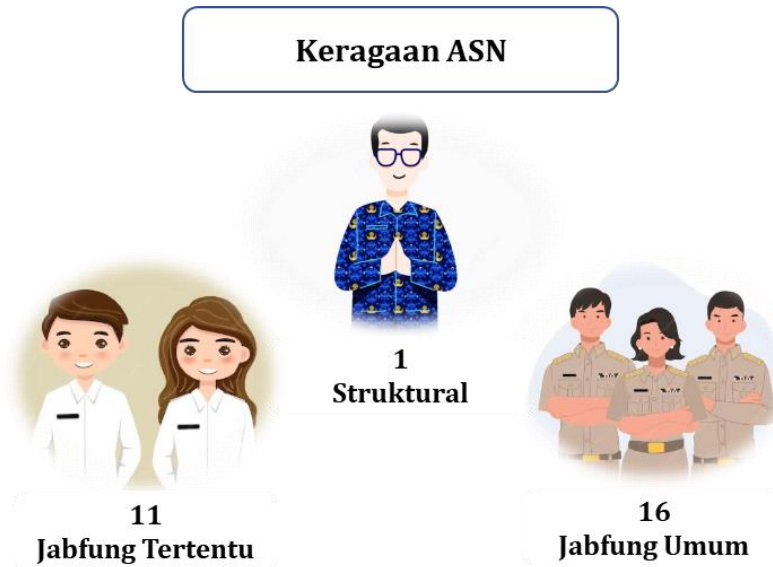 Keragaan ASN
1
Struktural
11
Jabfung Tertentu
16
Jabfung Umum